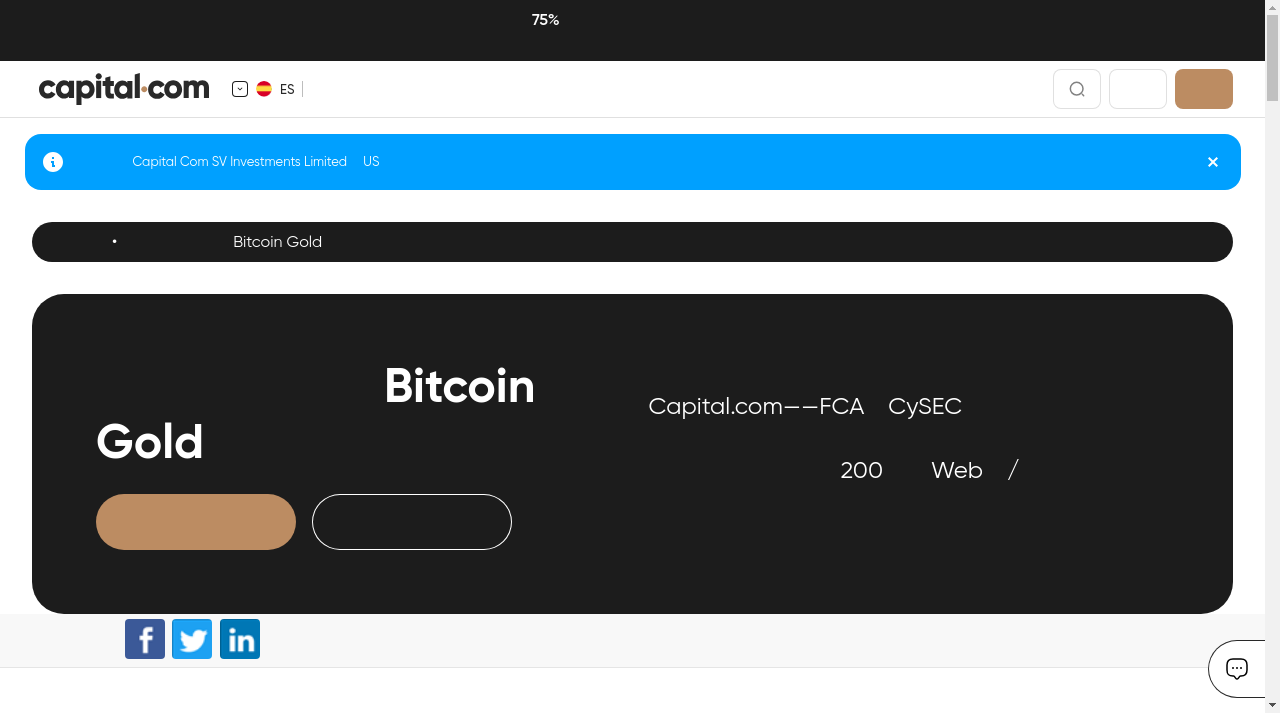 75%
capital.com
ES
Capital Com SV Investments Limited US
• Bitcoin Gold
Bitcoin
Gold
Capital.com——FCA CySEC
200 Web /